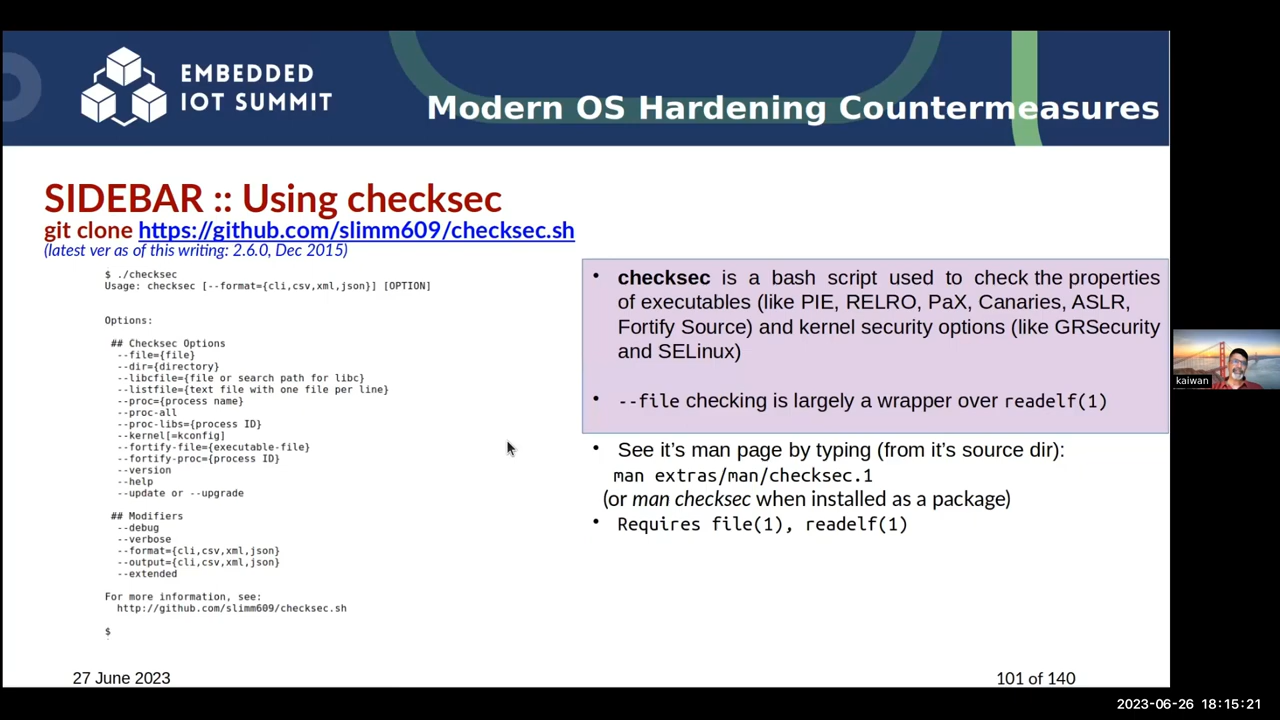 EMBEDDED
IOT SUMMIT
Modern OS Hardening Countermeasures
SIDEBAR :: Using checksec
git clone https://github.com/slimm609/checksec.sh
(latest ver as of this writing: 2.6.0, Dec 2015)
$ ./checksec
Usage: checksec [--format={cli,csv,xml,json}] [OPTION]
Options:
## Checksec Options
--file={file}
--dir={directory}
--libcfile={file or search path for libc}
--listfile={text file with one file per line}
--proc={process name}
--proc-all
--proc-libs={process ID}
--kernel[=kconfig]
--fortify-file={executable-file}
--fortify-proc={process ID}
--version
--help
--update or --upgrade
## Modifiers
--debug
--verbose
--format={cli,csv,xml,json}
--output={cli,csv,xml,json}
--extended
For more information, see:
http://github.com/slimm609/checksec.sh
$
• checksec is a bash script used to check the properties
of executables (like PIE, RELRO, PaX, Canaries, ASLR,
Fortify Source) and kernel security options (like GRSecurity
and SELinux)
• --file checking is largely a wrapper over readelf(1)
• See it's man page by typing (from it's source dir):
man extras/man/checksec.1
(or man checksec when installed as a package)
• Requires file(1), readelf(1)
kaiwan
27 June 2023
101 of 140
2023-06-26 18:15:21